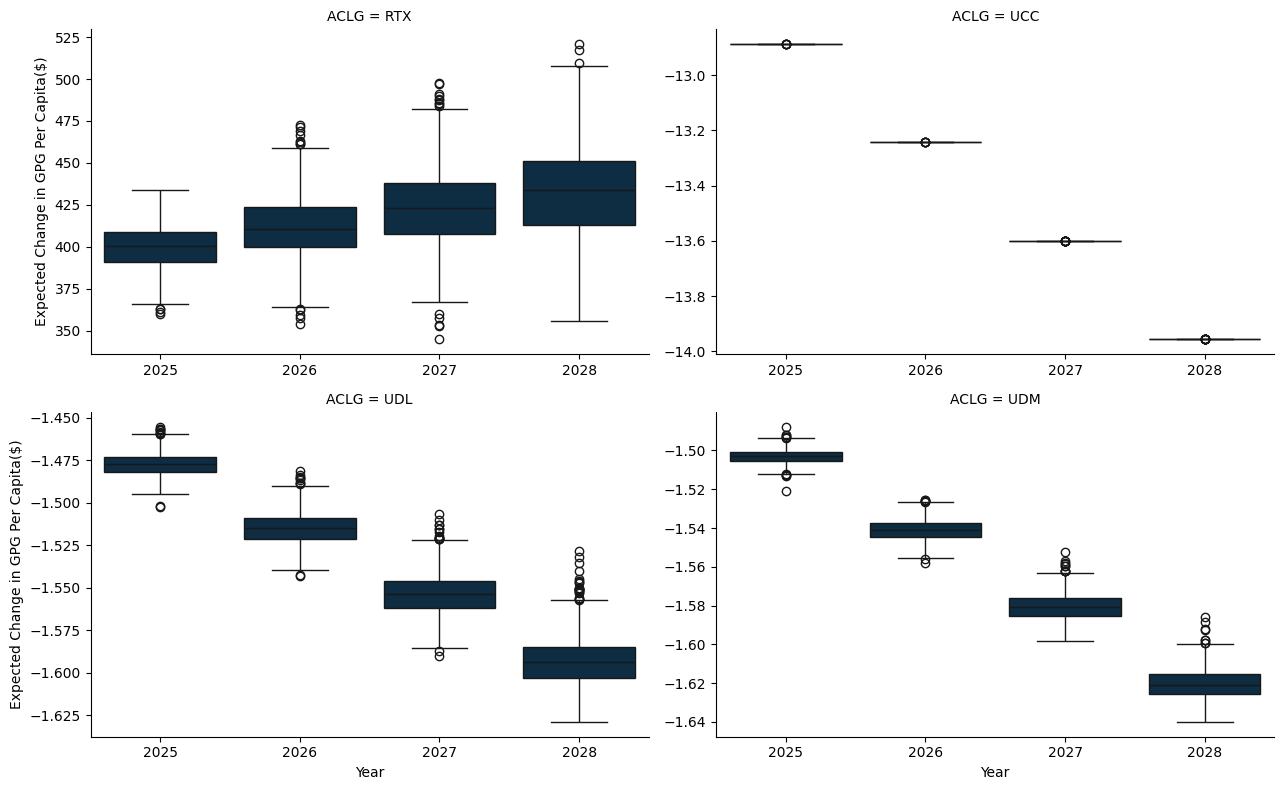 ACLG = RTX
Expected Change in GPG Per Capita($)
525
500
475
450
425
400
375
350
2025 2026 2027 2028
ACLG = UCC
−13.0
−13.2
−13.4
−13.6
−13.8
−14.0
2025 2026 2027 2028
ACLG = UDL
Expected Change in GPG Per Capita($)
−1.450
−1.475
−1.500
−1.525
−1.550
−1.575
−1.600
−1.625
2025 2026 2027 2028
Year
ACLG = UDM
−1.50
−1.52
−1.54
−1.56
−1.58
−1.60
−1.62
−1.64
2025 2026 2027 2028
Year